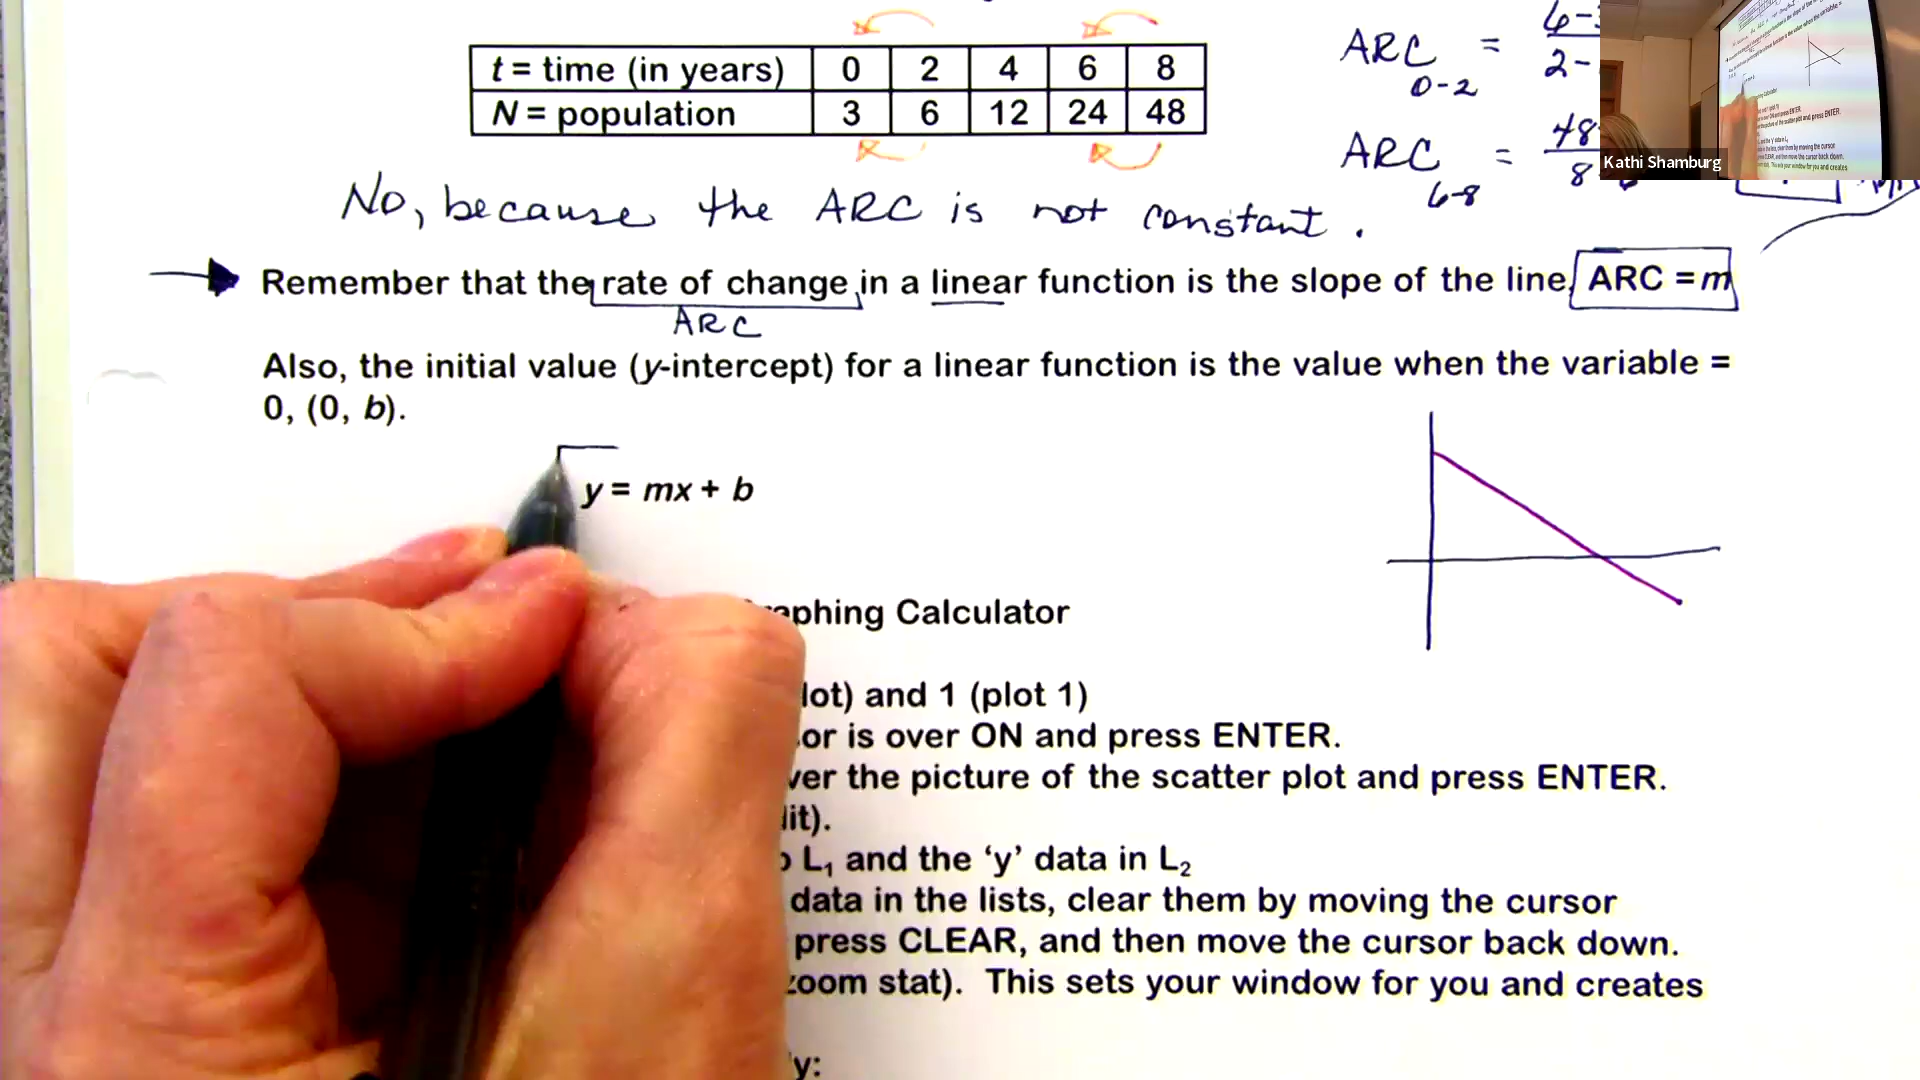 t = time (in years) 0 2 4 6 8
N = population 3 6 12 24 48
ARC 0-2 = 6- 2-
ARC 6-8 = 48 8
Kathi Shamburg
No, because the ARC is not constant.
Remember that the rate of change in a linear function is the slope of the line, ARC = m
ARC
Also, the initial value (y-intercept) for a linear function is the value when the variable =
0, (0, b).
y = mx + b
phing Calculator
lot) and 1 (plot 1)
or is over ON and press ENTER.
ver the picture of the scatter plot and press ENTER.
dit).
L₁ and the ‘y’ data in L₂
data in the lists, clear them by moving the cursor
press CLEAR, and then move the cursor back down.
zoom stat). This sets your window for you and creates
y: